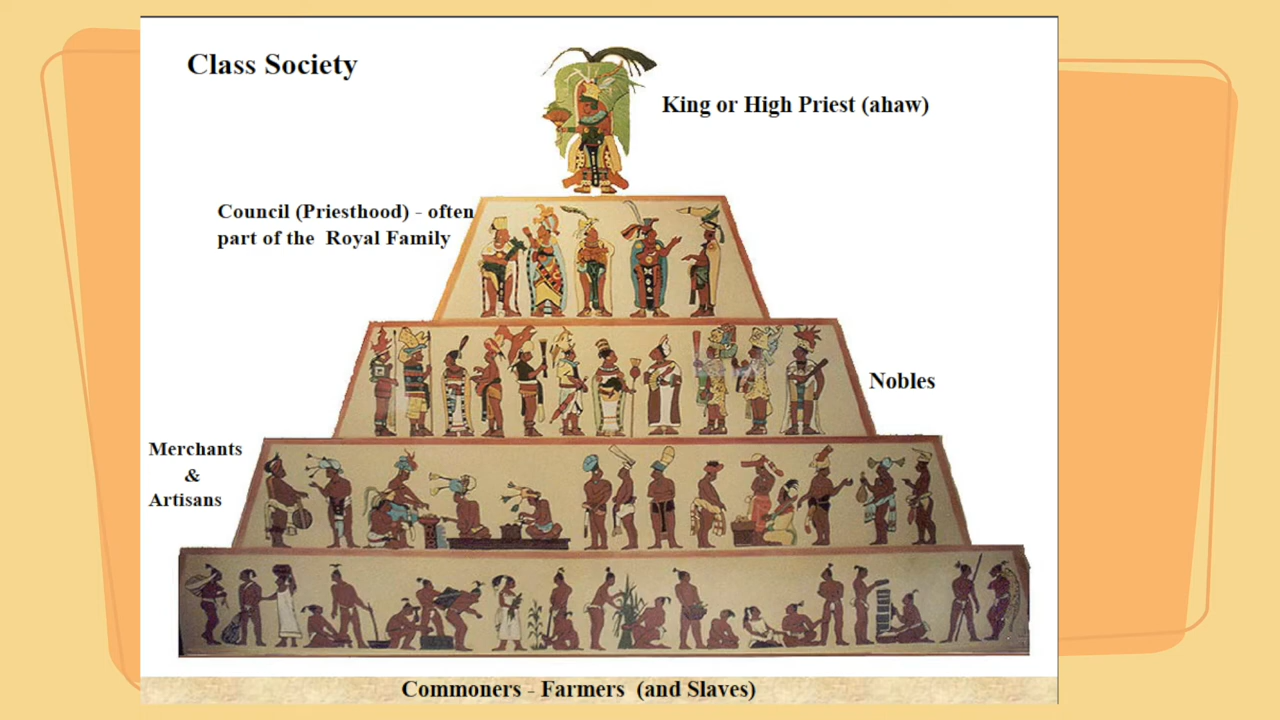 Class Society
King or High Priest (ahaw)
Council (Priesthood) - often
part of the Royal Family
Nobles
Merchants
&
Artisans
Commoners - Farmers (and Slaves)